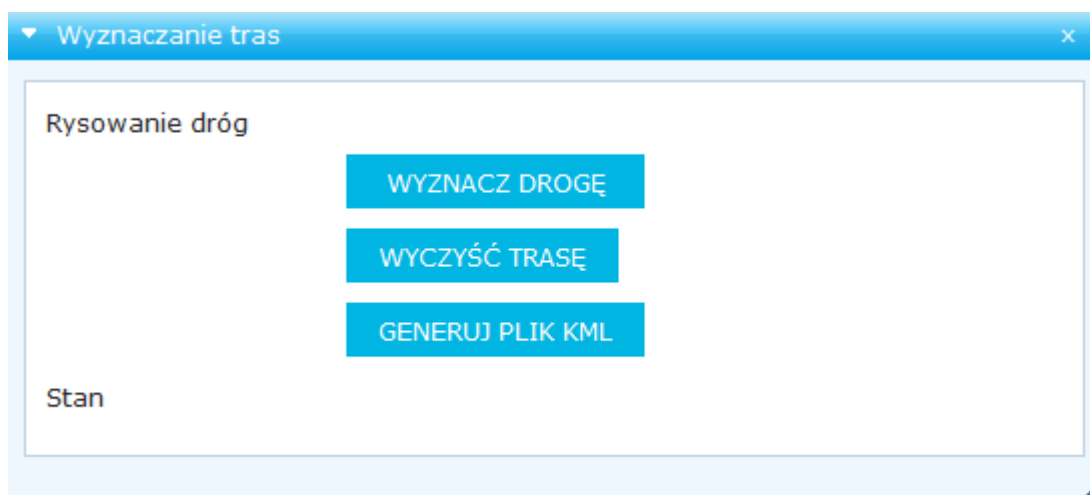 Wyznaczanie tras
Rysowanie dróg
WYZNACZ DROGĘ
WYCZYŚĆ TRASĘ
GENERUJ PLIK KML
Stan